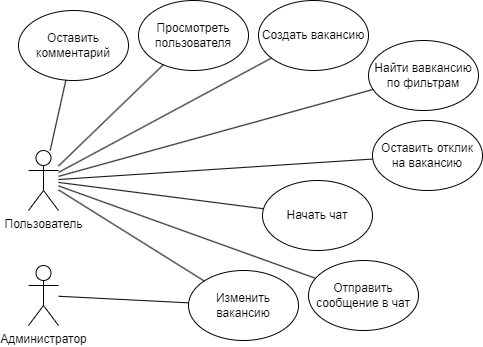 Оставить
комментарий
Просмотреть
пользователя
Создать вакансию
Найти вавкансию
по фильтрам
Оставить отклик
на вакансию
Пользователь
Начать чат
Отправить
сообщение в чат
Изменить
вакансию
Администратор